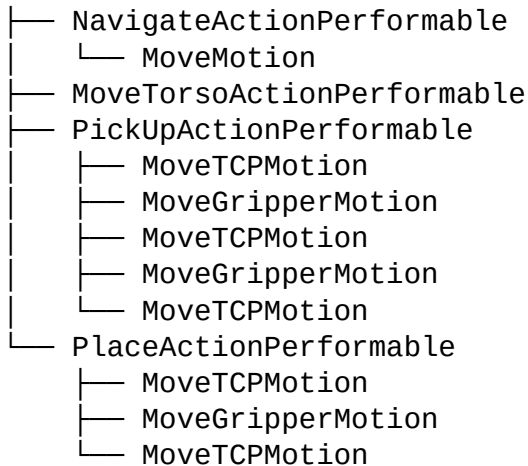 ├── NavigateActionPerformable
│   └── MoveMotion
├── MoveTorsoActionPerformable
├── PickUpActionPerformable
│   ├── MoveTCPMotion
│   ├── MoveGripperMotion
│   ├── MoveTCPMotion
│   ├── MoveGripperMotion
│   └── MoveTCPMotion
└── PlaceActionPerformable
    ├── MoveTCPMotion
    ├── MoveGripperMotion
    └── MoveTCPMotion